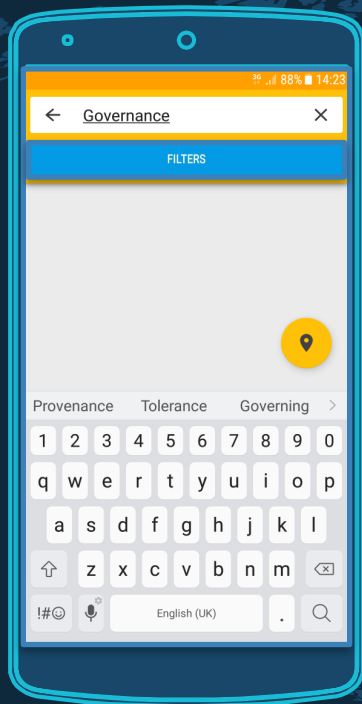 3G 88% 14:23
Governance
FILTERS
Provenance Tolerance Governing
1 2 3 4 5 6 7 8 9 0
q w e r t y u i o p
a s d f g h j k l
z x c v b n m
!#☺ English (UK) .